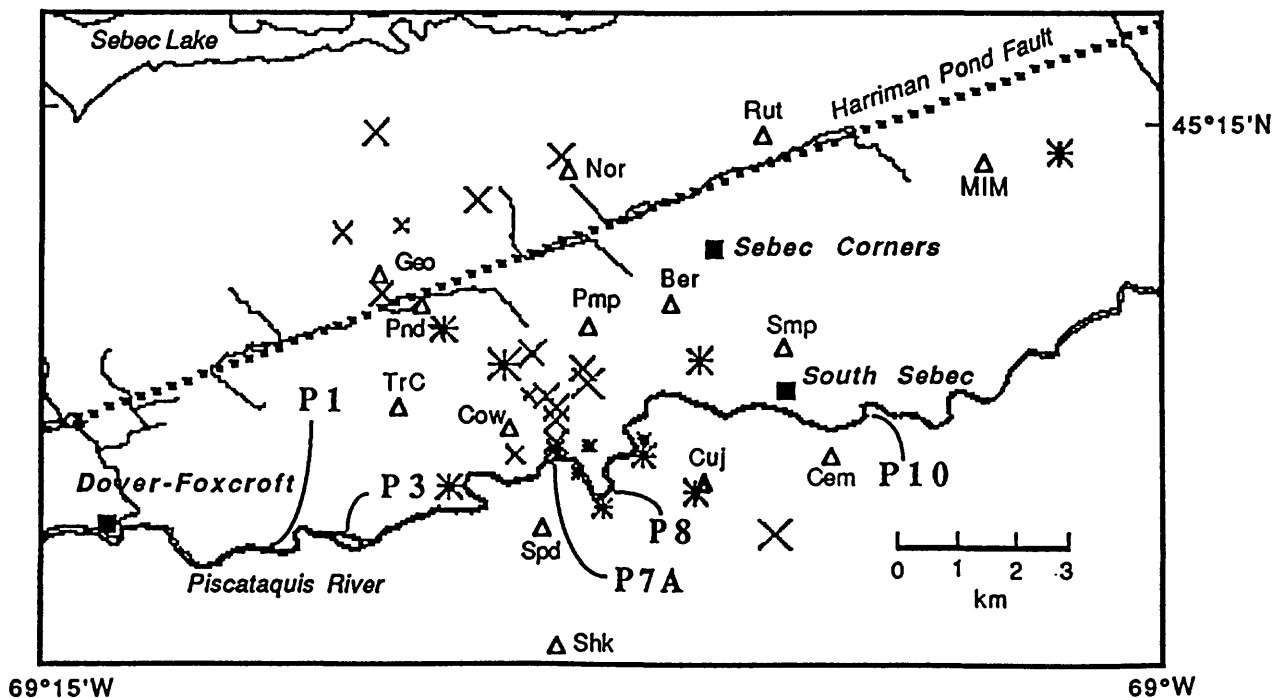 Sebec Lake
Harriman Pond Fault
Rut
45°15'N
Nor
MIM
Geo
Sebec Corners
Ber
Pnd
Pmp
Smp
TrC
P1
South Sebec
Cow
Cuj
Cem
P10
Dover-Foxcroft
P3
P8
Spd
Piscataquis River
P7A
0 1 2 3
km
Shk
69°15'W
69°W